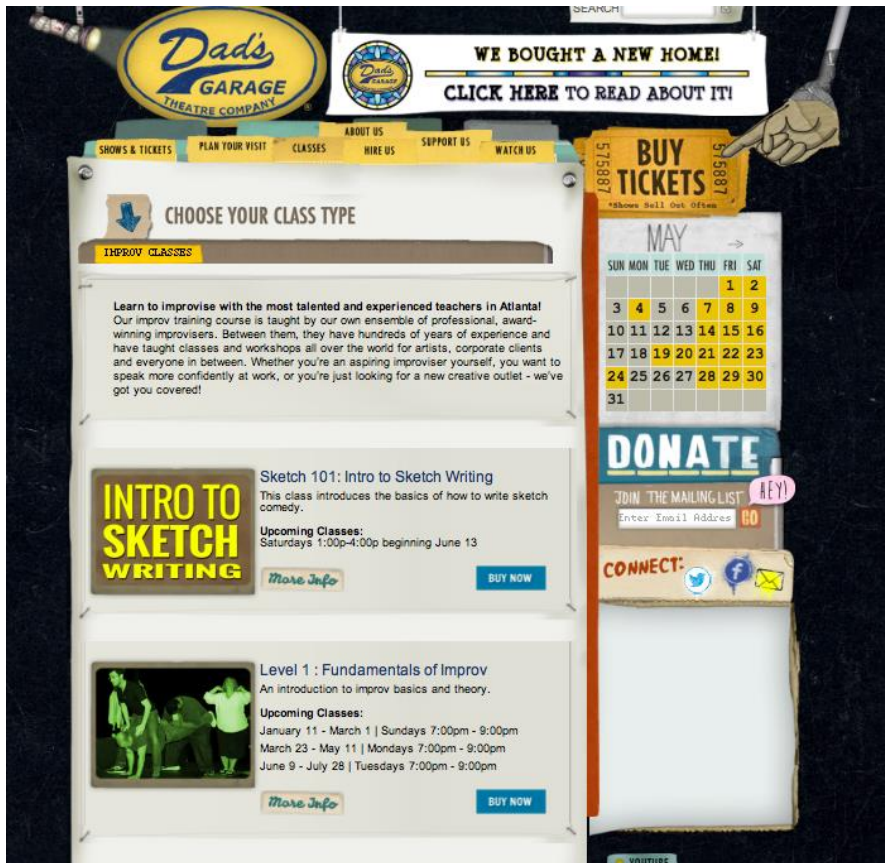 SEARCH
Dad's
GARAGE
THEATRE COMPANY
®
Dad's
GARAGE
WE BOUGHT A NEW HOME!
CLICK HERE TO READ ABOUT IT!
SHOWS & TICKETS
PLAN YOUR VISIT
CLASSES
ABOUT US
HIRE US
SUPPORT US
WATCH US
575887
BUY
TICKETS
575887
*Shows Sell Out Often
CHOOSE YOUR CLASS TYPE
IMPROV CLASSES
Learn to improvise with the most talented and experienced teachers in Atlanta!
Our improv training course is taught by our own ensemble of professional, award-
winning improvisers. Between them, they have hundreds of years of experience and
have taught classes and workshops all over the world for artists, corporate clients
and everyone in between. Whether you're an aspiring improviser yourself, you want to
speak more confidently at work, or you're just looking for a new creative outlet - we've
got you covered!
INTRO TO
SKETCH
WRITING
Sketch 101: Intro to Sketch Writing
This class introduces the basics of how to write sketch
comedy.
Upcoming Classes:
Saturdays 1:00p-4:00p beginning June 13
More Info
BUY NOW
Level 1 : Fundamentals of Improv
An introduction to improv basics and theory.
Upcoming Classes:
January 11 - March 1 | Sundays 7:00pm - 9:00pm
March 23 - May 11 | Mondays 7:00pm - 9:00pm
June 9 - July 28 | Tuesdays 7:00pm - 9:00pm
More Info
BUY NOW
MAY
SUN MON TUE WED THU FRI SAT
1 2
3 4 5 6 7 8 9
10 11 12 13 14 15 16
17 18 19 20 21 22 23
24 25 26 27 28 29 30
31
DONATE
JOIN THE MAILING LIST
HEY!
Enter Email Addres
GO
CONNECT:
f
YOUTUBE